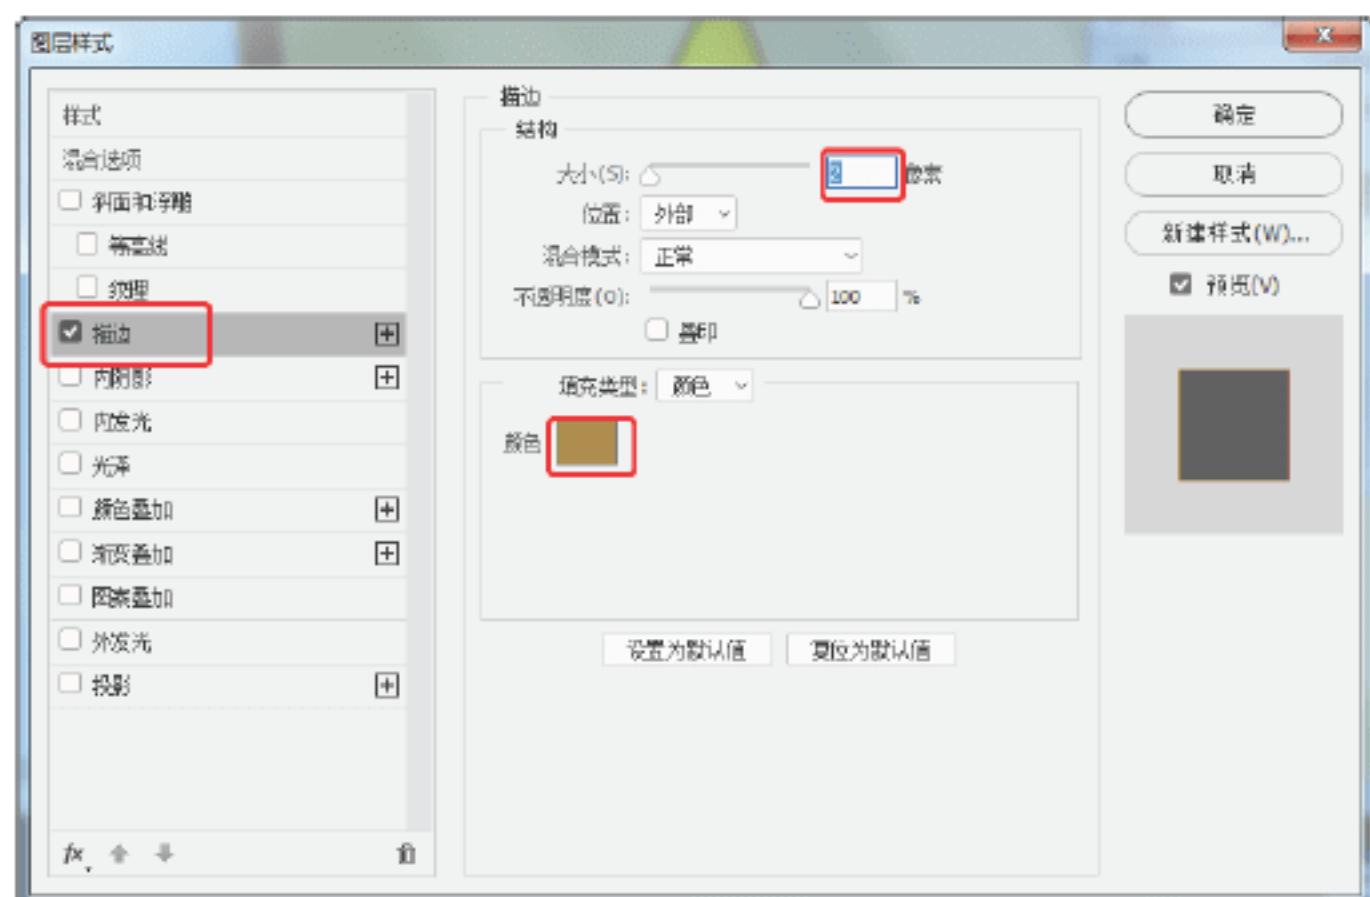 图层样式
样式
混合选项
斜面和浮雕
等高线
纹理
描边
内阴影
内发光
光泽
颜色叠加
渐变叠加
图案叠加
外发光
投影
fx
描边
结构
大小(S): 2 像素
位置: 外部
混合模式: 正常
不透明度(O): 100 %
叠印
填充类型: 颜色
颜色
设置为默认值 复位为默认值
确定
取消
新建样式(W)...
预览(V)